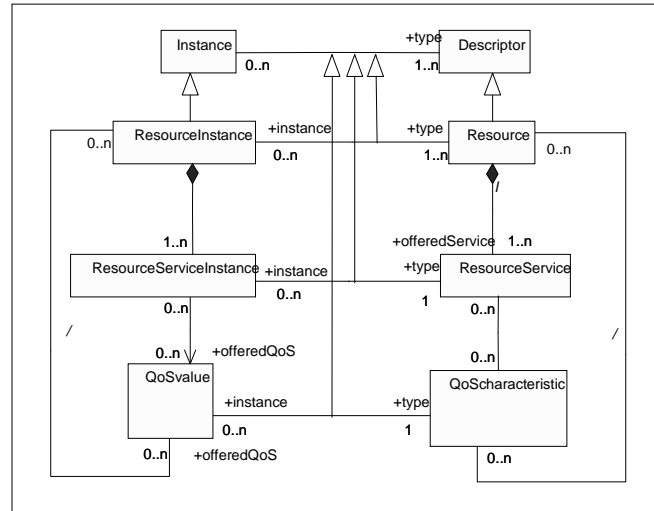 Instance
+type
Descriptor
0..n
1..n
ResourceInstance
+instance
+type
Resource
0..n
0..n
1..n
0..n
/
1..n
+offeredService
1..n
ResourceServiceInstance
+instance
+type
ResourceService
0..n
1
0..n
0..n
/
/
0..n
+offeredQoS
0..n
QoSvalue
QoScharacteristic
+instance
+type
0..n
1
0..n
+offeredQoS
0..n